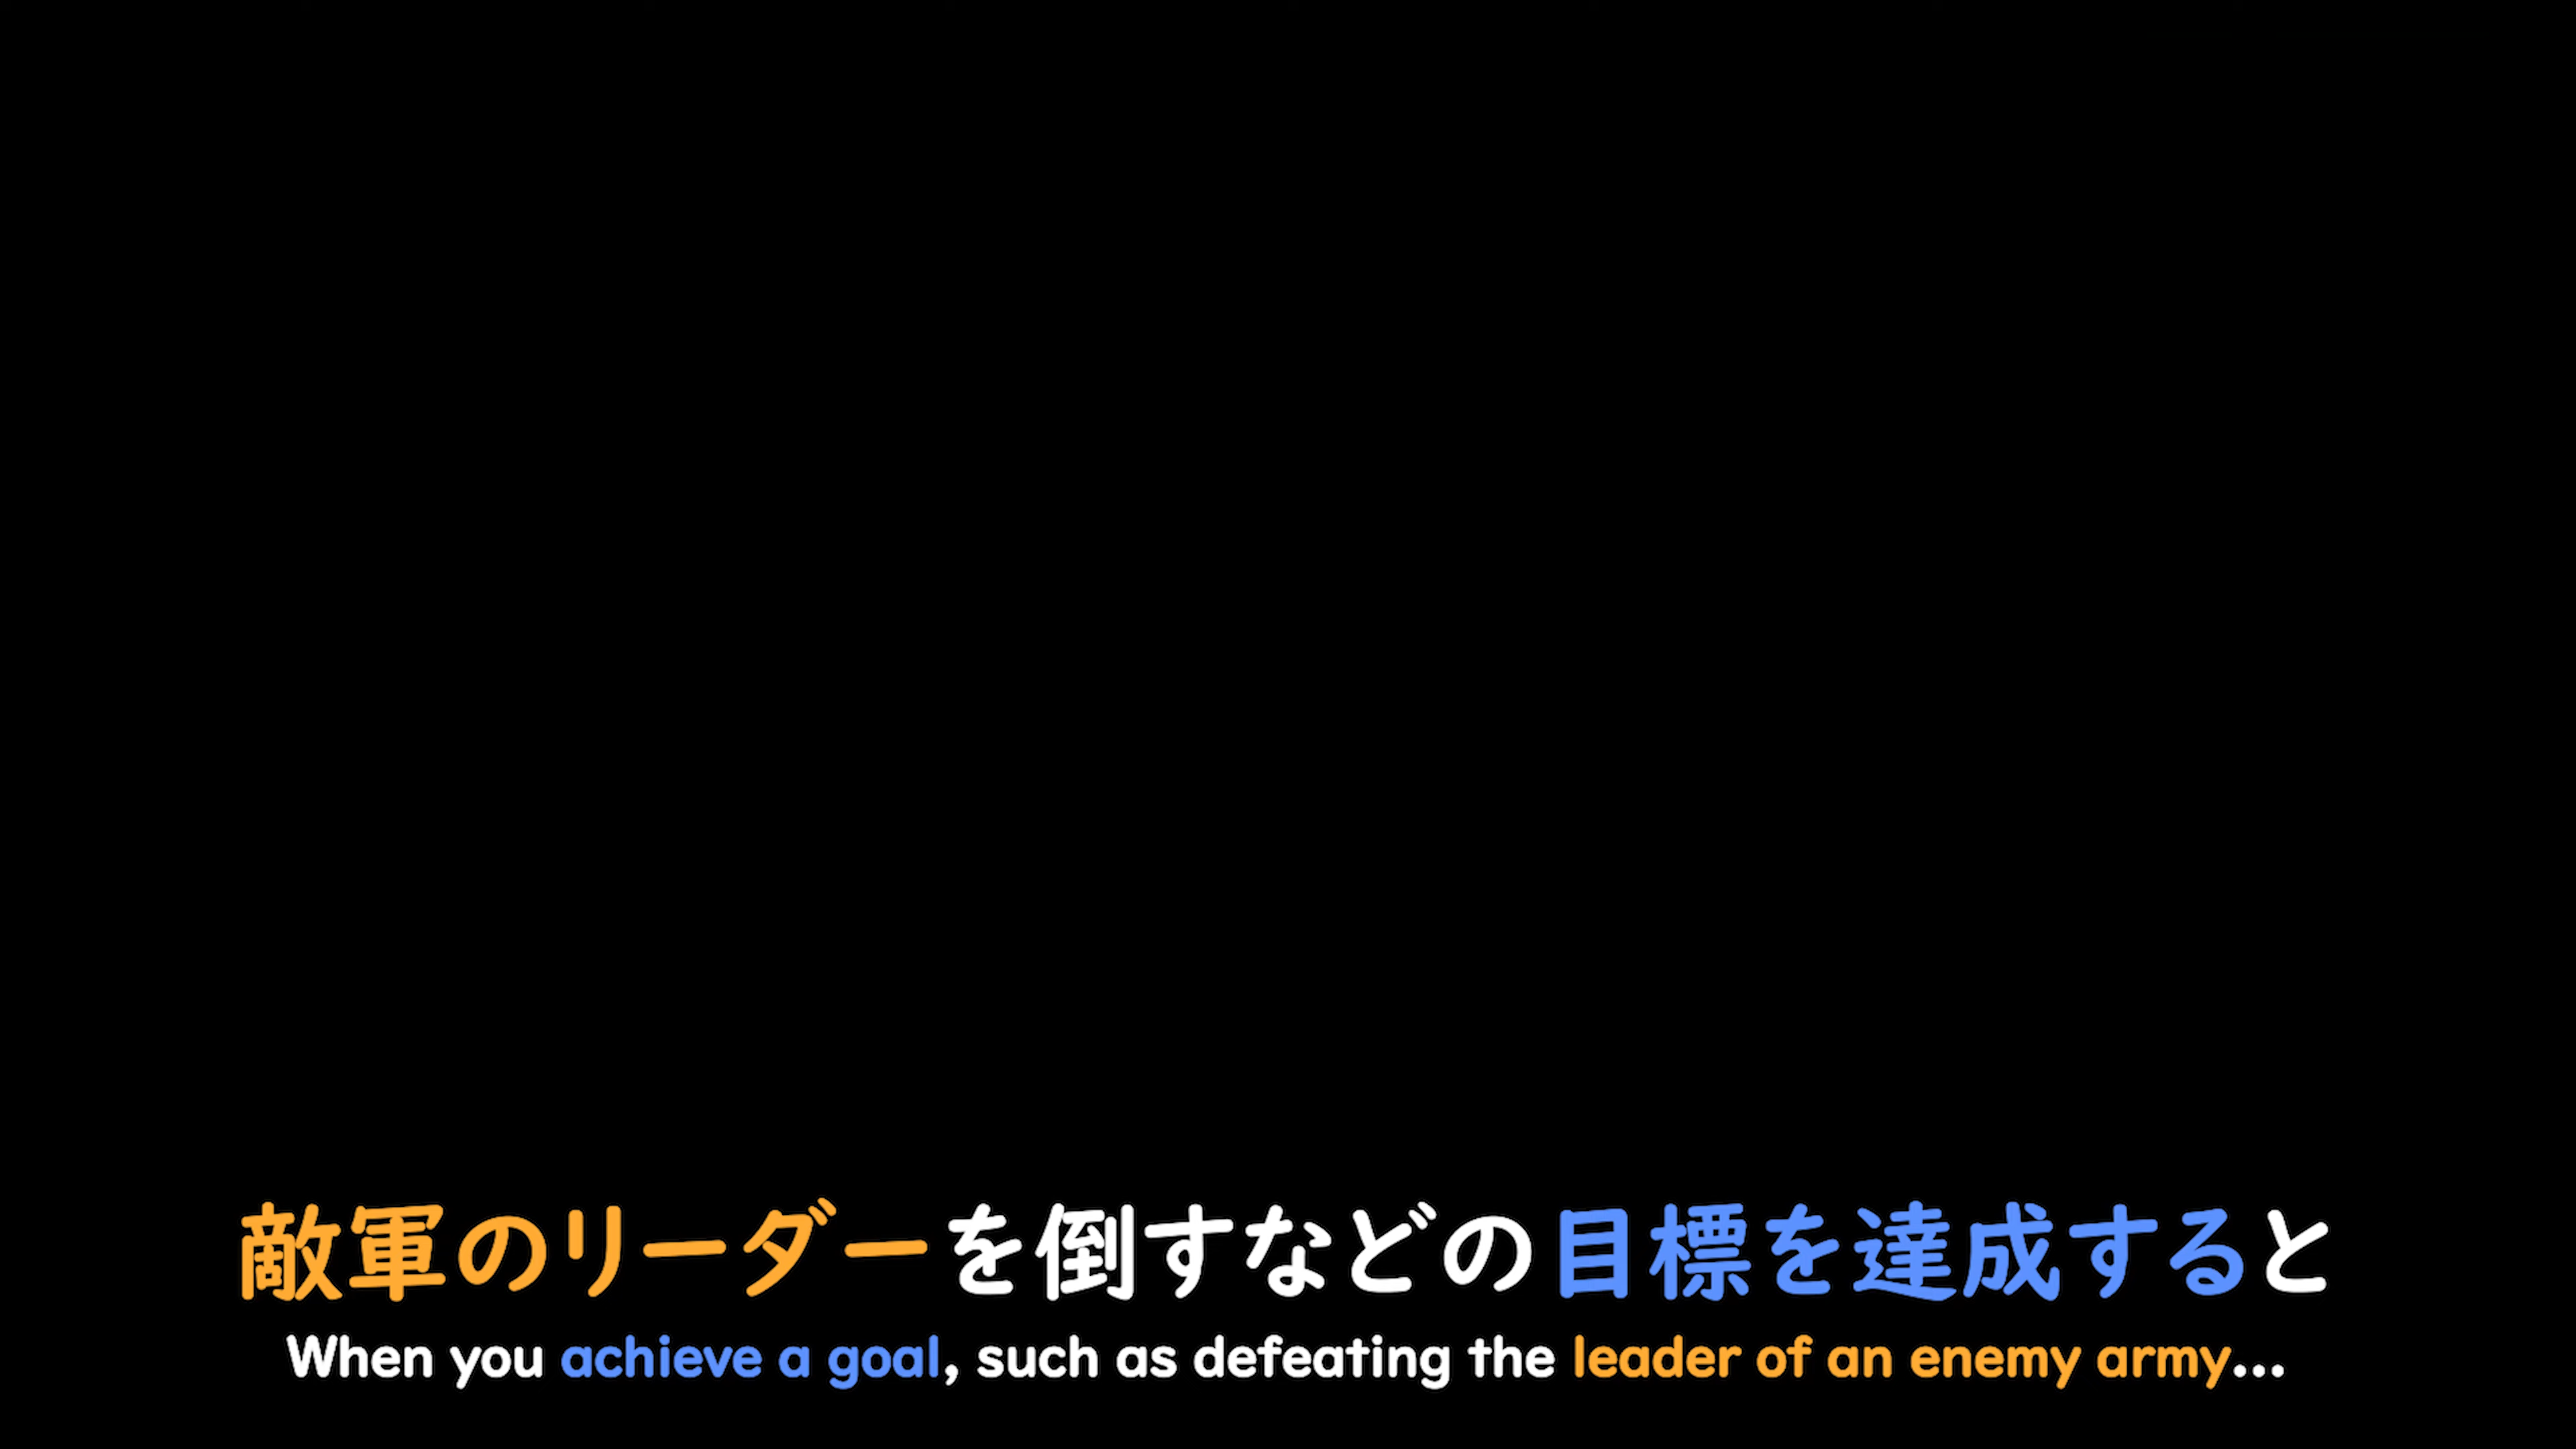 敵軍のリーダーを倒すなどの目標を達成すると
When you achieve a goal, such as defeating the leader of an enemy army...